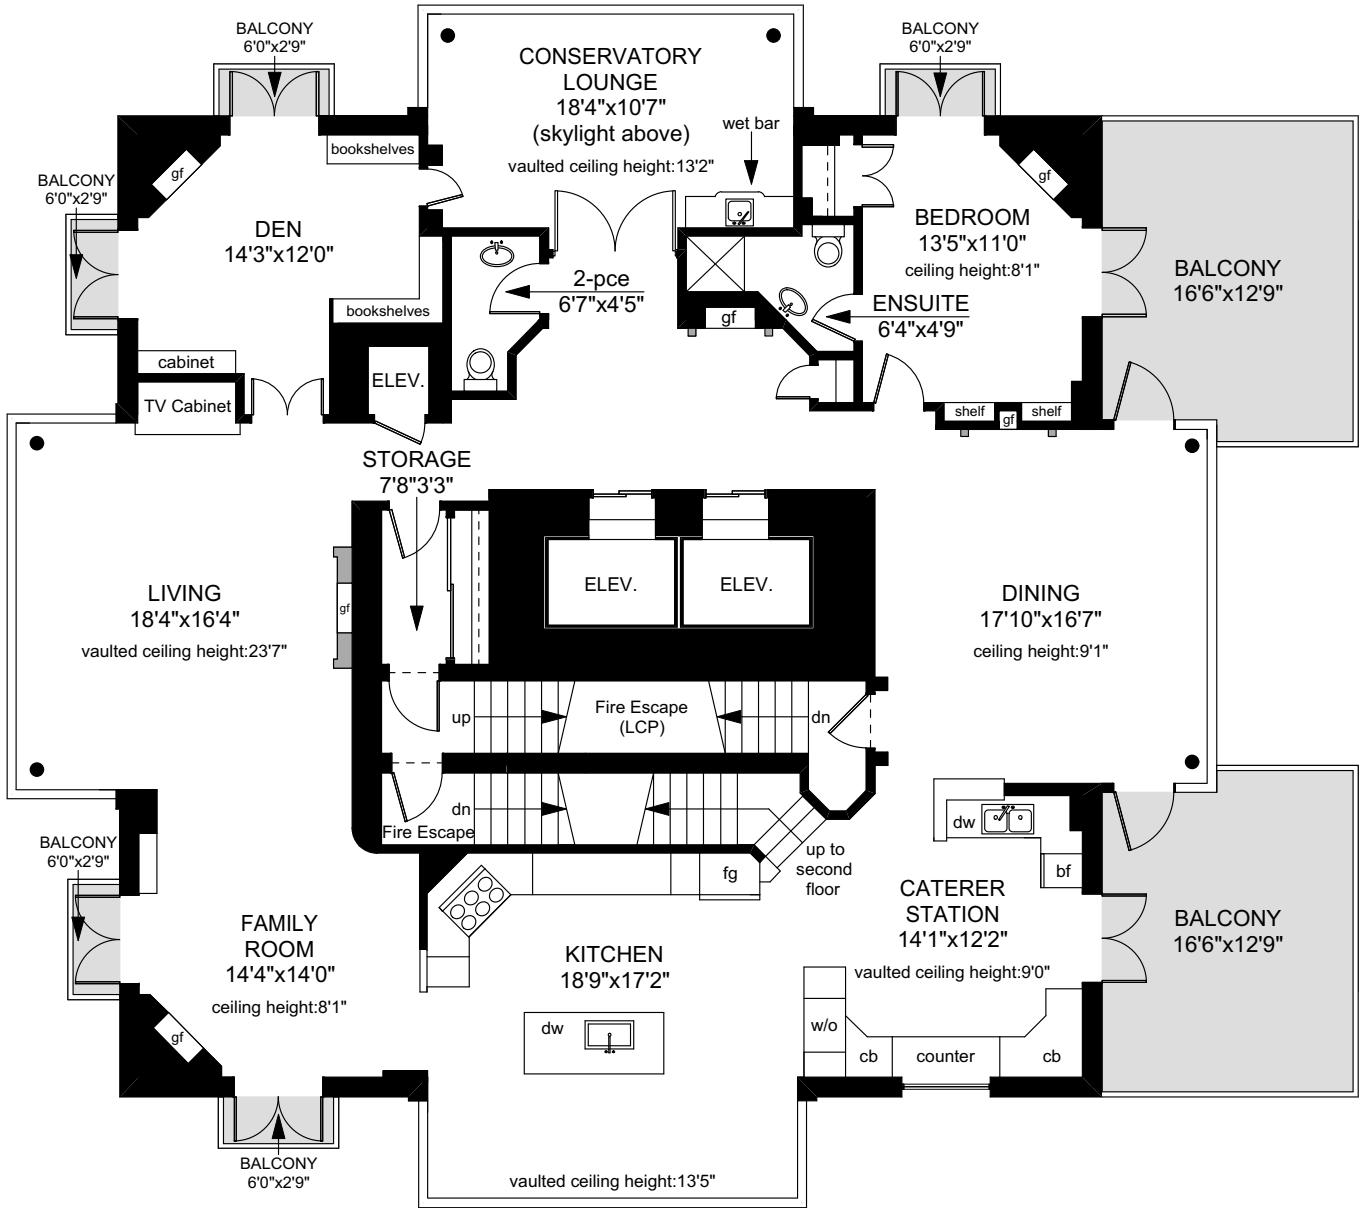 BALCONY
6'0"x2'9"
CONSERVATORY
LOUNGE
18'4"x10'7"
(skylight above)
vaulted ceiling height:13'2"
wet bar
BALCONY
6'0"x2'9"
bookshelves
gf
BALCONY
6'0"x2'9"
DEN
14'3"x12'0"
bookshelves
cabinet
TV Cabinet
ELEV.
2-pce
6'7"x4'5"
gf
gf
BEDROOM
13'5"x11'0"
ceiling height:8'1"
ENSUITE
6'4"x4'9"
BALCONY
16'6"x12'9"
shelf
gf
shelf
STORAGE
7'8"3'3"
LIVING
18'4"x16'4"
vaulted ceiling height:23'7"
gf
ELEV.
ELEV.
DINING
17'10"x16'7"
ceiling height:9'1"
up
Fire Escape
(LCP)
dn
dn
Fire Escape
up to
second
floor
fg
dw
bf
BALCONY
6'0"x2'9"
FAMILY
ROOM
14'4"x14'0"
ceiling height:8'1"
gf
KITCHEN
18'9"x17'2"
dw
CATERER
STATION
14'1"x12'2"
vaulted ceiling height:9'0"
BALCONY
16'6"x12'9"
w/o
cb
counter
cb
BALCONY
6'0"x2'9"
vaulted ceiling height:13'5"